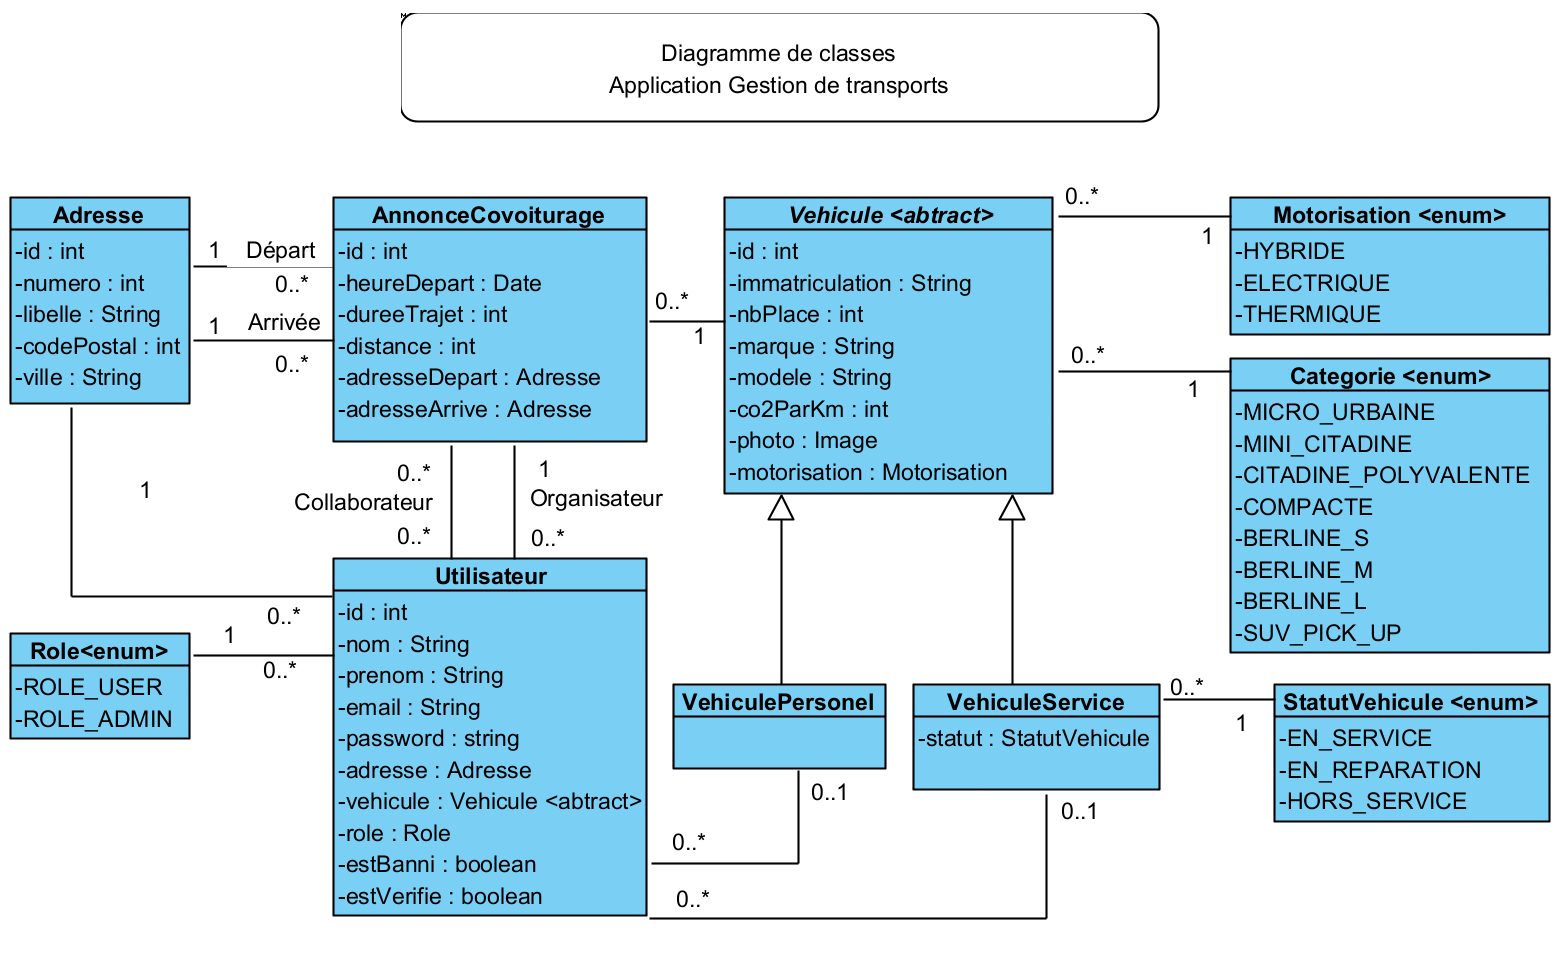 Diagramme de classes
Application Gestion de transports
Adresse
-id : int
-numero : int
-libelle : String
-codePostal : int
-ville : String
1
Départ
0..*
1
Arrivée
0..*
AnnonceCovoiturage
-id : int
-heureDepart : Date
-dureeTrajet : int
-distance : int
-adresseDepart : Adresse
-adresseArrive : Adresse
0..*
1
Vehicule <abtract>
-id : int
-immatriculation : String
-nbPlace : int
-marque : String
-modele : String
-co2ParKm : int
-photo : Image
-motorisation : Motorisation
0..*
1
Motorisation <enum>
-HYBRIDE
-ELECTRIQUE
-THERMIQUE
0..*
1
Categorie <enum>
-MICRO_URBAINE
-MINI_CITADINE
-CITADINE_POLYVALENTE
-COMPACTE
-BERLINE_S
-BERLINE_M
-BERLINE_L
-SUV_PICK_UP
1
0..*
0..*
Collaborateur
0..*
1
Organisateur
0..*
Role<enum>
-ROLE_USER
-ROLE_ADMIN
1
0..*
Utilisateur
-id : int
-nom : String
-prenom : String
-email : String
-password : string
-adresse : Adresse
-vehicule : Vehicule <abtract>
-role : Role
-estBanni : boolean
-estVerifie : boolean
VehiculePersonel
0..1
0..*
VehiculeService
-statut : StatutVehicule
0..1
0..*
0..*
1
StatutVehicule <enum>
-EN_SERVICE
-EN_REPARATION
-HORS_SERVICE